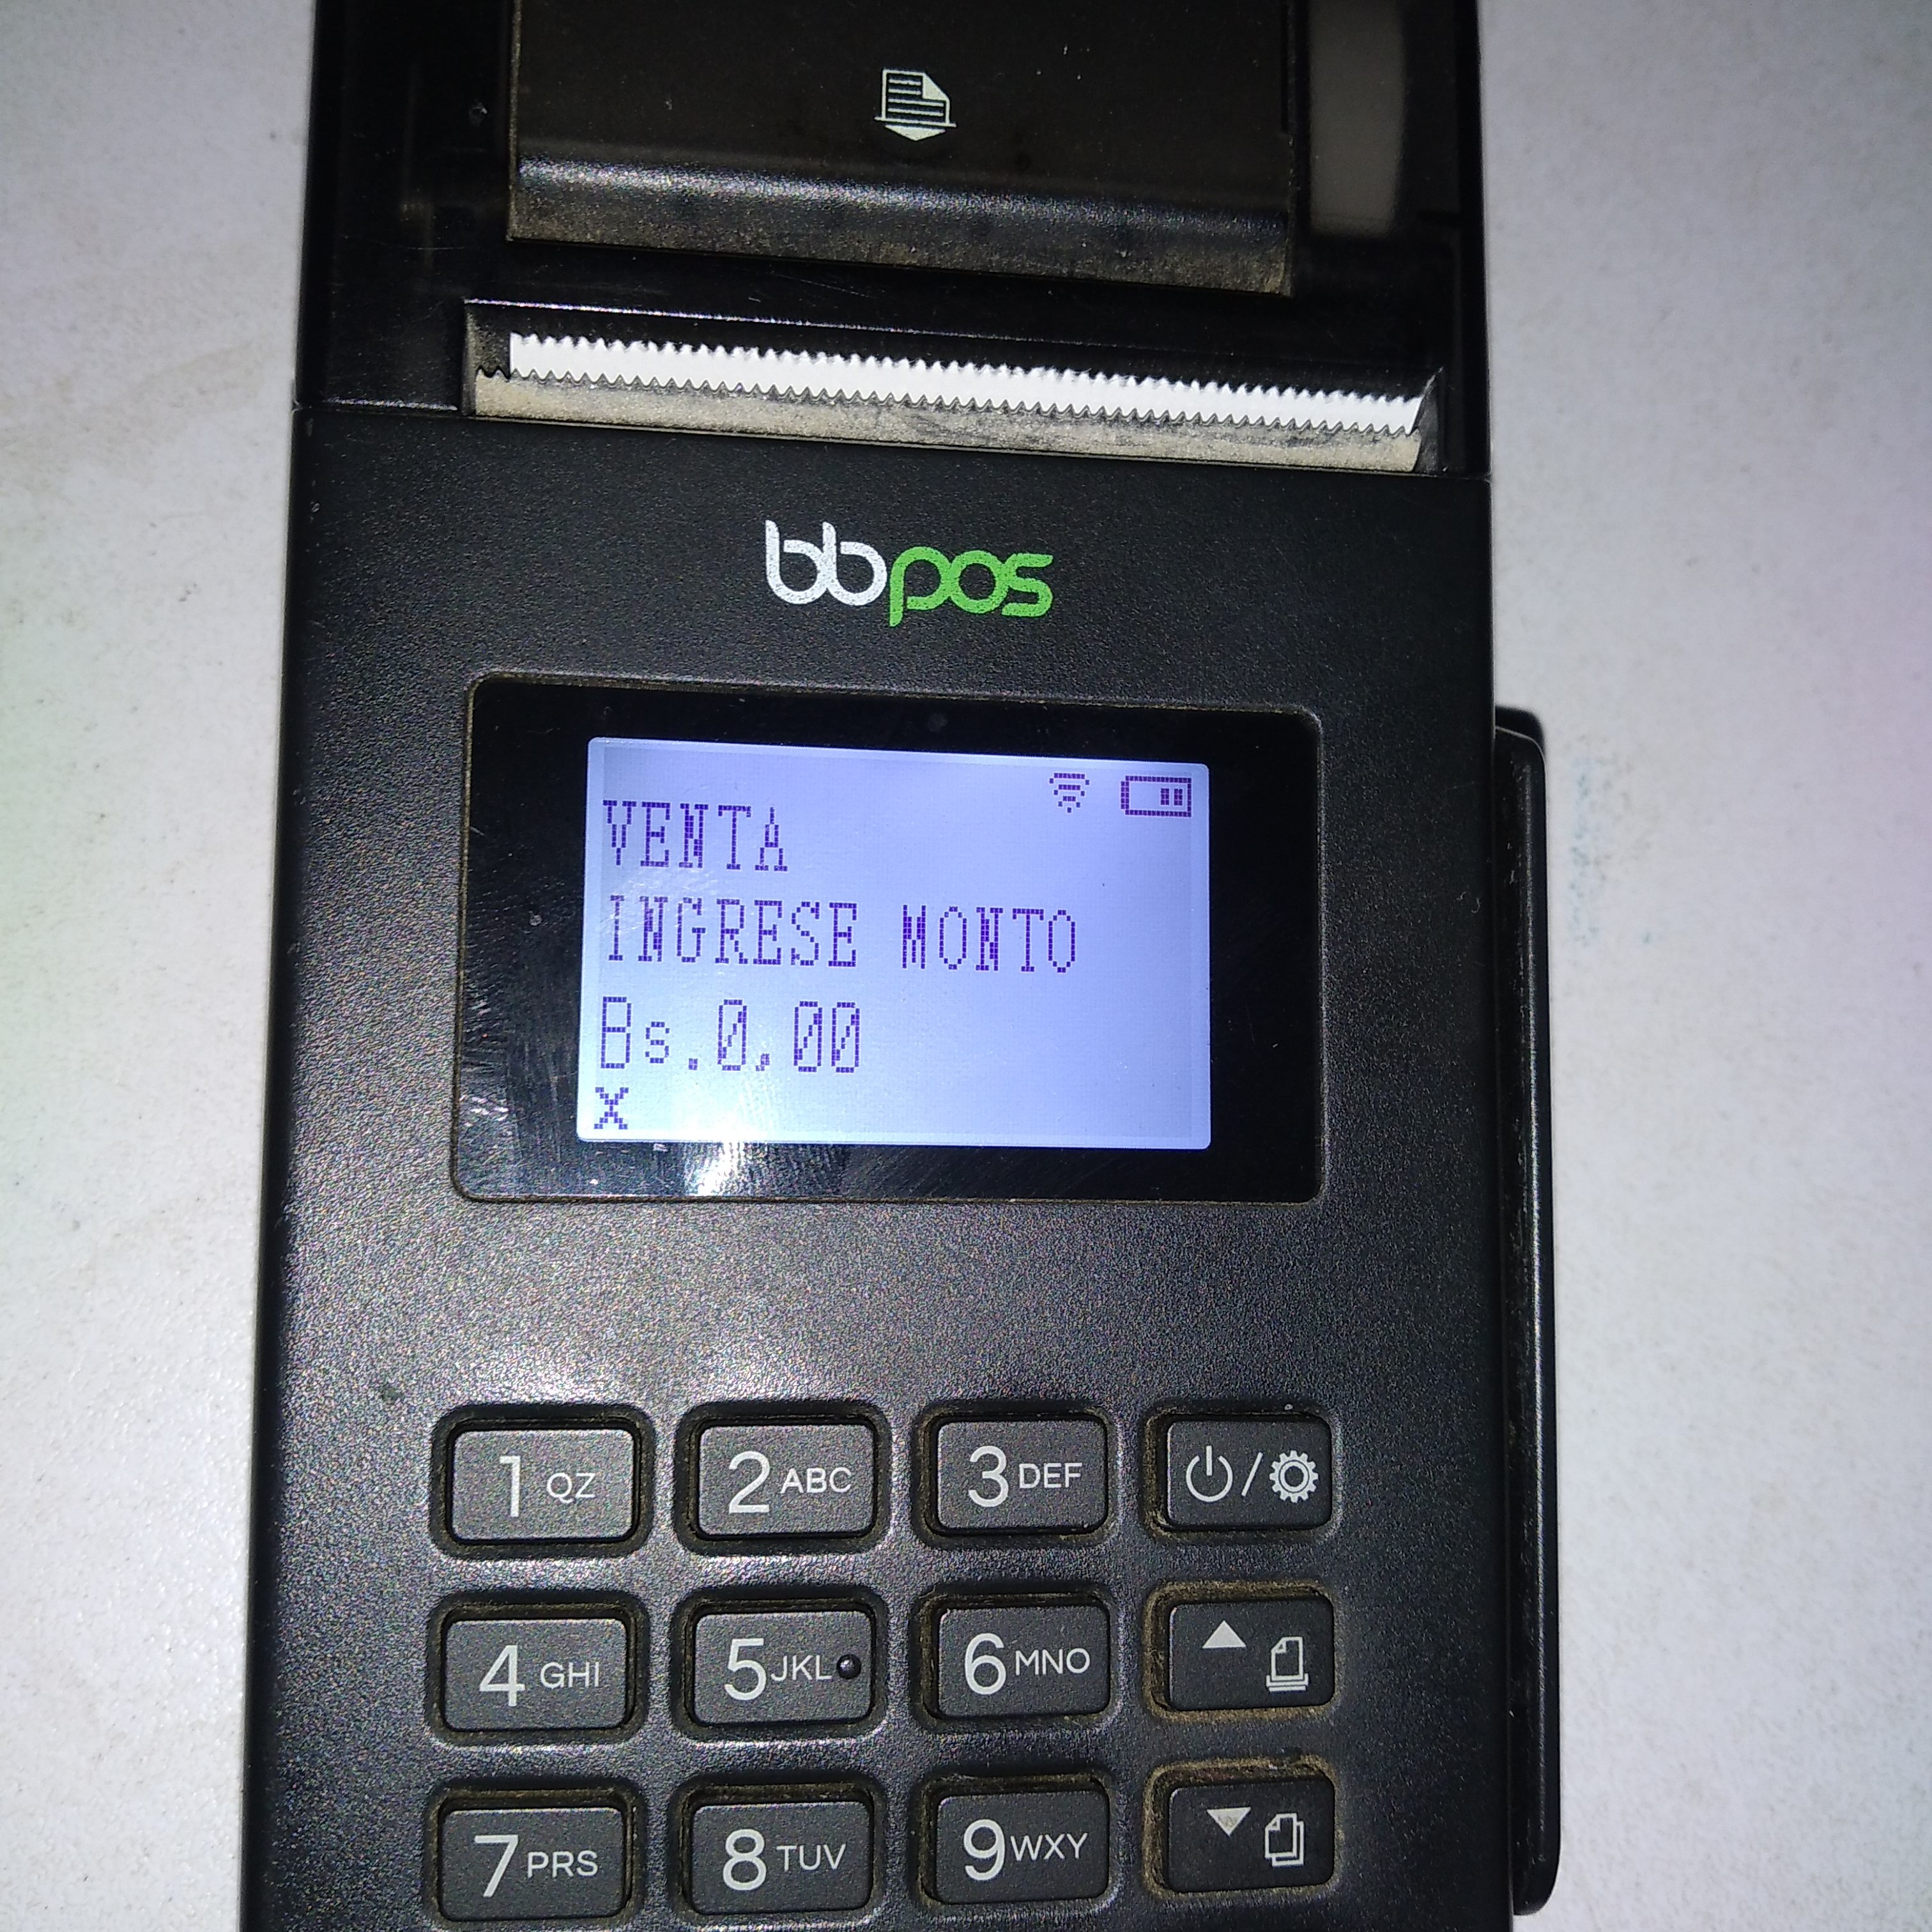 bbpos
VENTA
INGRESE MONTO
Bs.0,00
X
1 QZ 2 ABC 3 DEF /
4 GHI 5 JKL 6 MNO
7 PRS 8 TUV 9 WXY